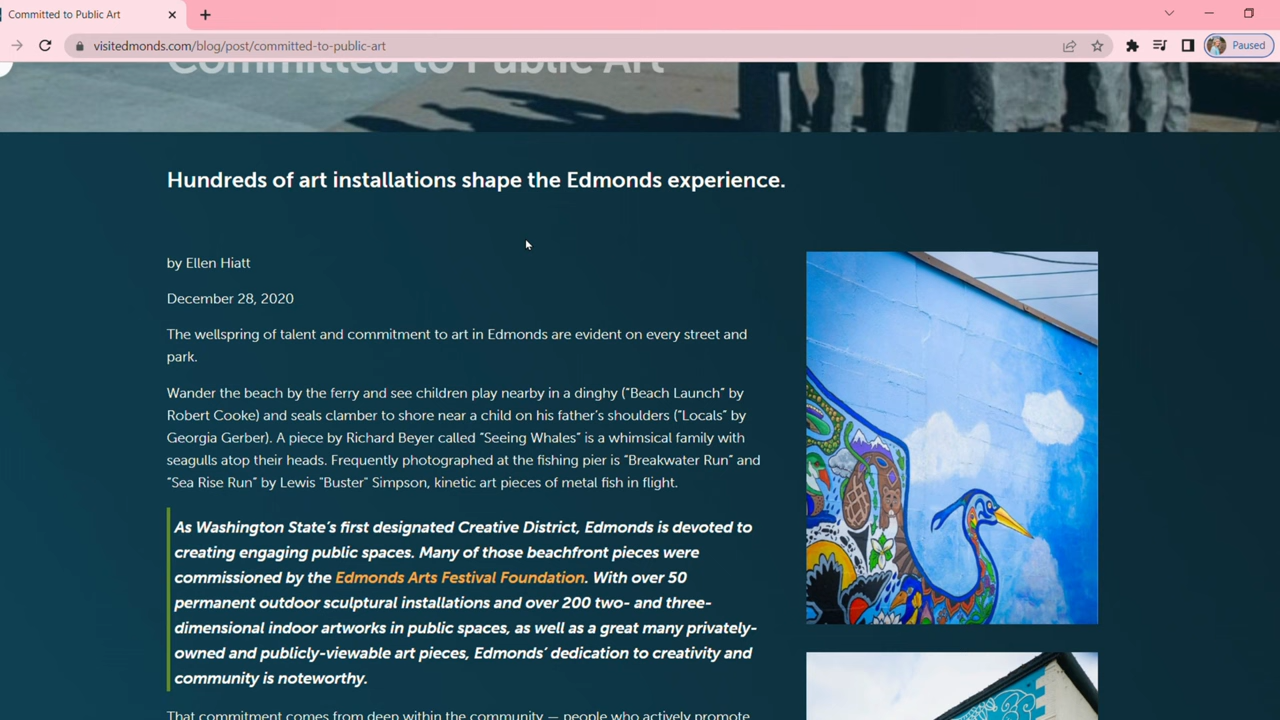 Committed to Public Art
visitedmonds.com/blog/post/committed-to-public-art
Paused
Committed to Public Art
Hundreds of art installations shape the Edmonds experience.
by Ellen Hiatt
December 28, 2020
The wellspring of talent and commitment to art in Edmonds are evident on every street and
park.
Wander the beach by the ferry and see children play nearby in a dinghy (“Beach Launch” by
Robert Cooke) and seals clamber to shore near a child on his father’s shoulders (“Locals” by
Georgia Gerber). A piece by Richard Beyer called “Seeing Whales” is a whimsical family with
seagulls atop their heads. Frequently photographed at the fishing pier is “Breakwater Run” and
“Sea Rise Run” by Lewis "Buster" Simpson, kinetic art pieces of metal fish in flight.
As Washington State’s first designated Creative District, Edmonds is devoted to
creating engaging public spaces. Many of those beachfront pieces were
commissioned by the Edmonds Arts Festival Foundation. With over 50
permanent outdoor sculptural installations and over 200 two- and three-
dimensional indoor artworks in public spaces, as well as a great many privately-
owned and publicly-viewable art pieces, Edmonds’ dedication to creativity and
community is noteworthy.
That commitment comes from deep within the community — people who actively promote